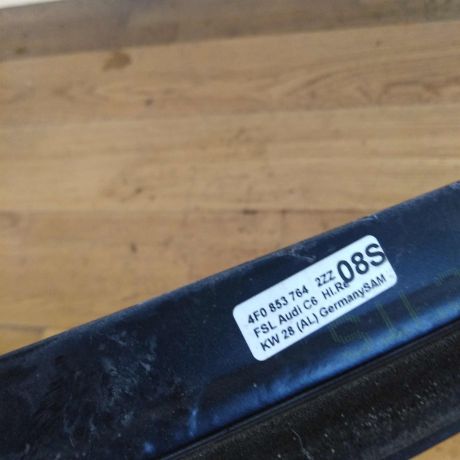 4F0 853 764 2ZZ 08S
FSL Audi C6 HI.Re
KW 28 (AL) GermanySAM